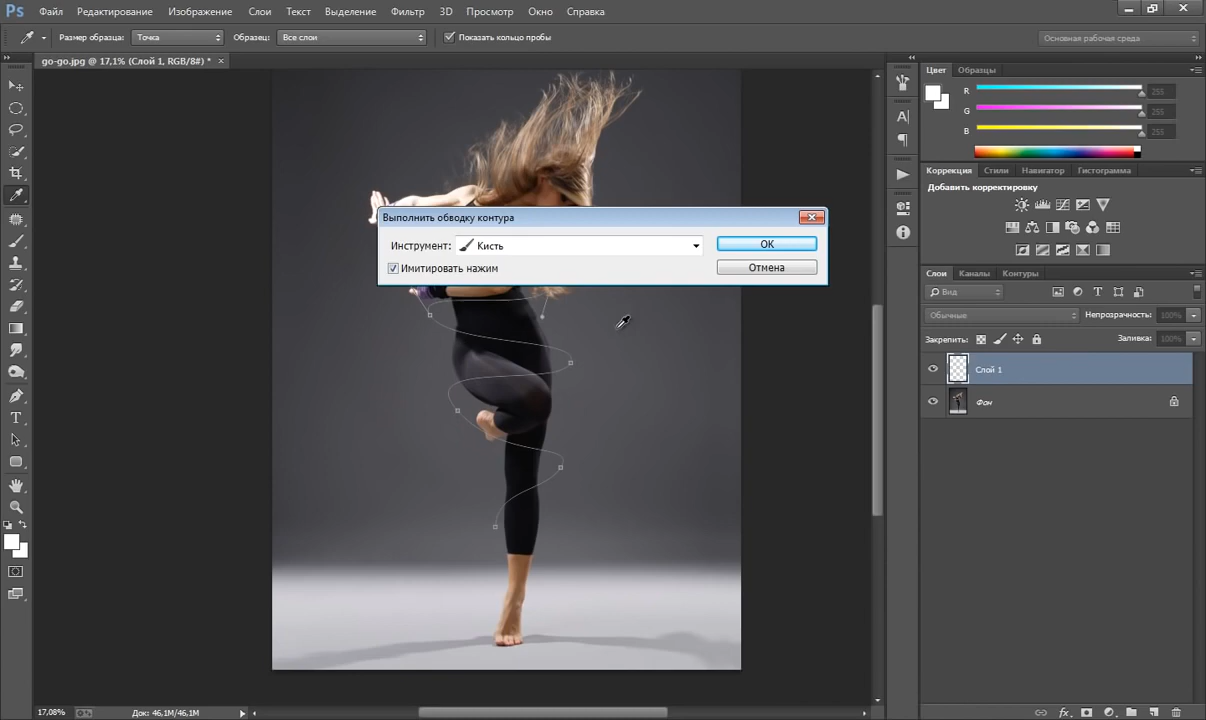 Ps Файл Редактирование Изображение Слои Текст Выделение Фильтр 3D Просмотр Окно Справка
Размер образца: Точка Образец: Все слои Показать кольцо пробы Основная рабочая среда
go-go.jpg @ 17,1% (Слой 1, RGB/8#) *
Цвет Образцы
R 255
G 255
B 255
Коррекция Стили Навигатор Гистограмма
Добавить корректировку
Выполнить обводку контура
Инструмент: Кисть OK
Имитировать нажим Отмена
Слои Каналы Контуры
Вид
Обычные Непрозрачность: 100%
Закрепить: Заливка: 100%
Слой 1
Фон
17,08% Док: 46,1M/46,1M